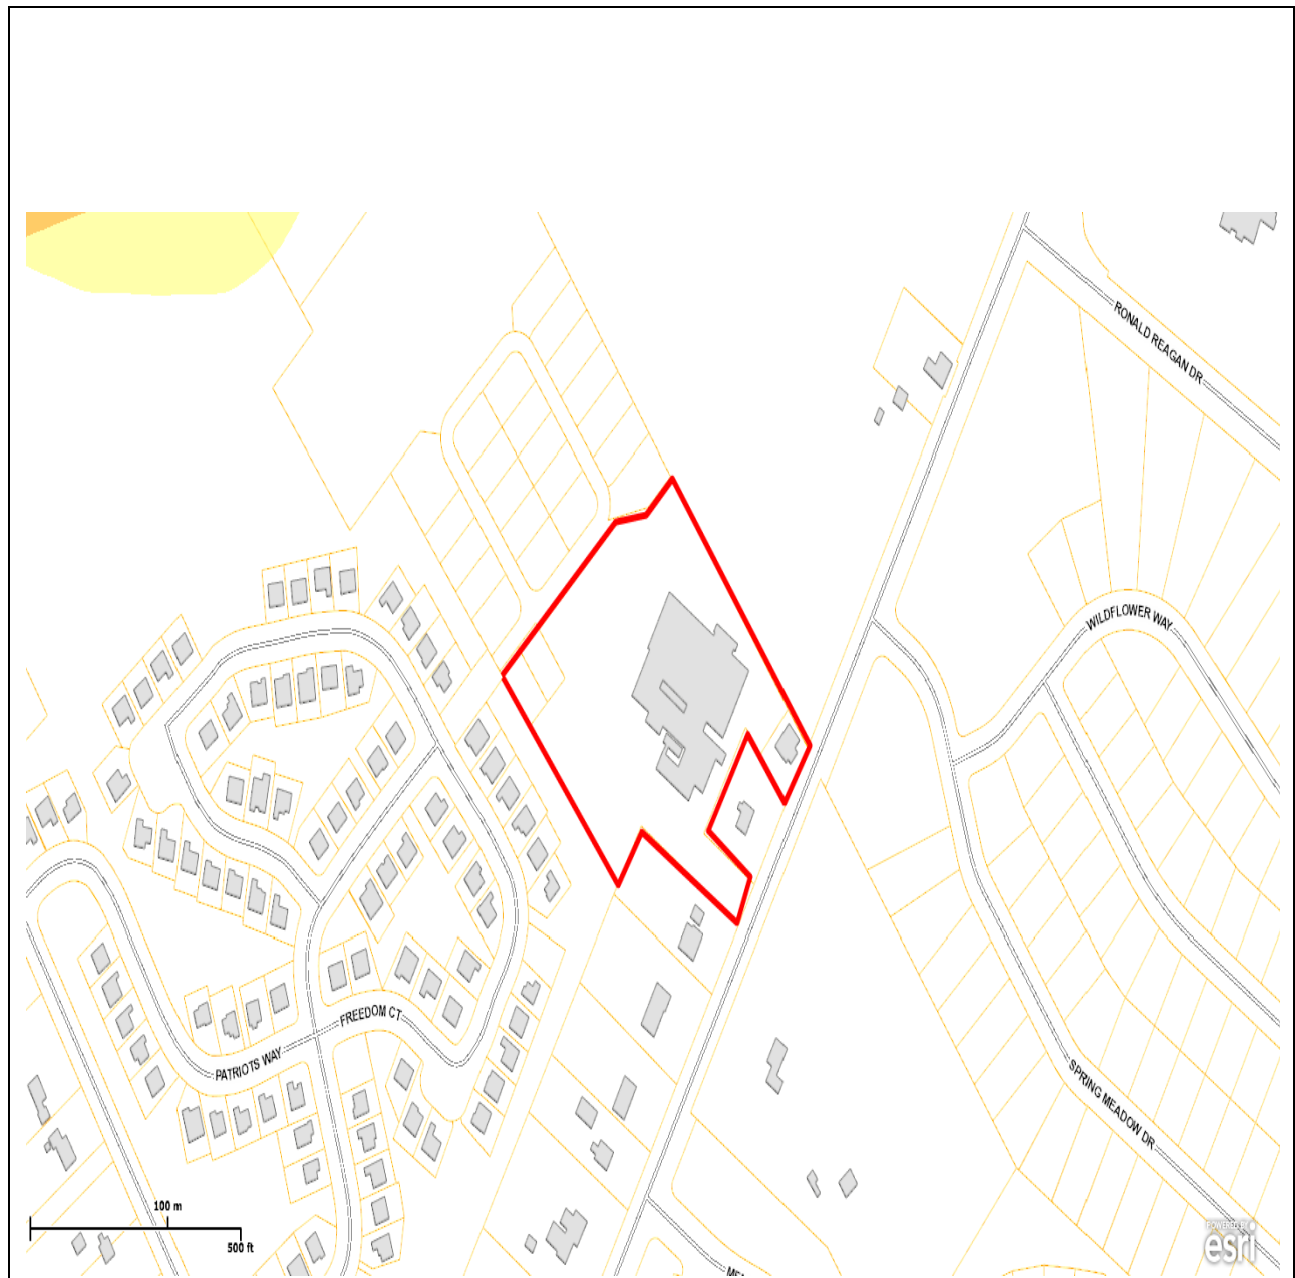 RONALD REAGAN DR
WILDFLOWER WAY
FREEDOM CT
PATRIOTS WAY
SPRING MEADOW DR
100 m
500 ft
POWERED BY
esri